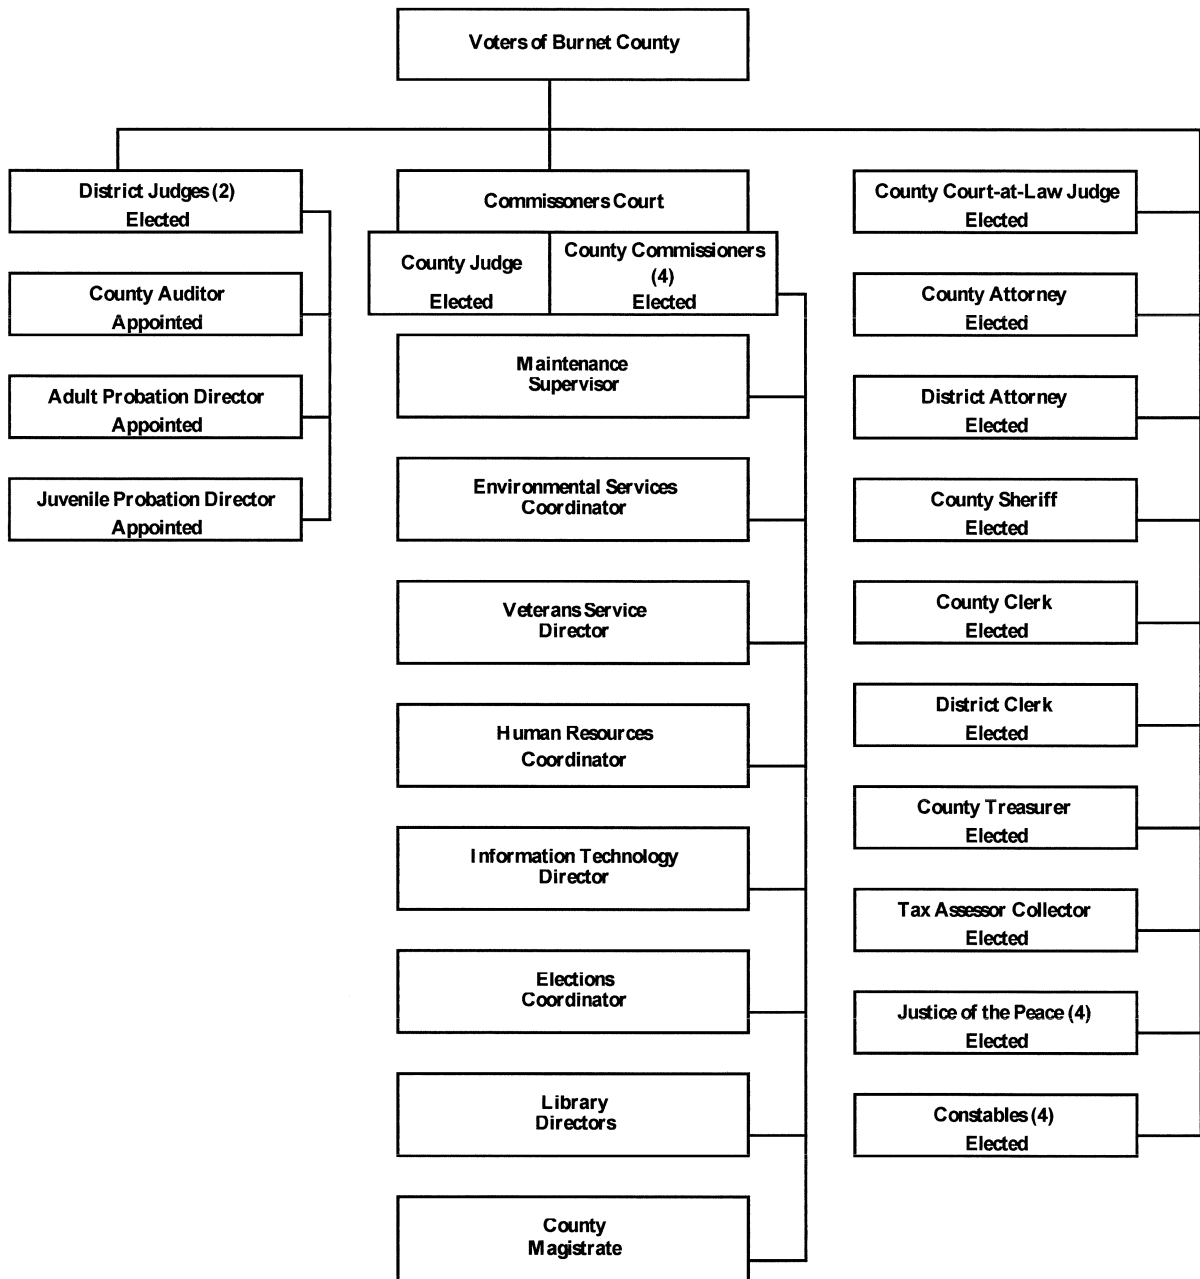 Voters of Burnet County
District Judges (2)
Elected
County Auditor
Appointed
Adult Probation Director
Appointed
Juvenile Probation Director
Appointed
Commissoners Court
County Judge
Elected
County Commissioners
(4)
Elected
Maintenance
Supervisor
Environmental Services
Coordinator
Veterans Service
Director
Human Resources
Coordinator
Information Technology
Director
Elections
Coordinator
Library
Directors
County
Magistrate
County Court-at-Law Judge
Elected
County Attorney
Elected
District Attorney
Elected
County Sheriff
Elected
County Clerk
Elected
District Clerk
Elected
County Treasurer
Elected
Tax Assessor Collector
Elected
Justice of the Peace (4)
Elected
Constables (4)
Elected